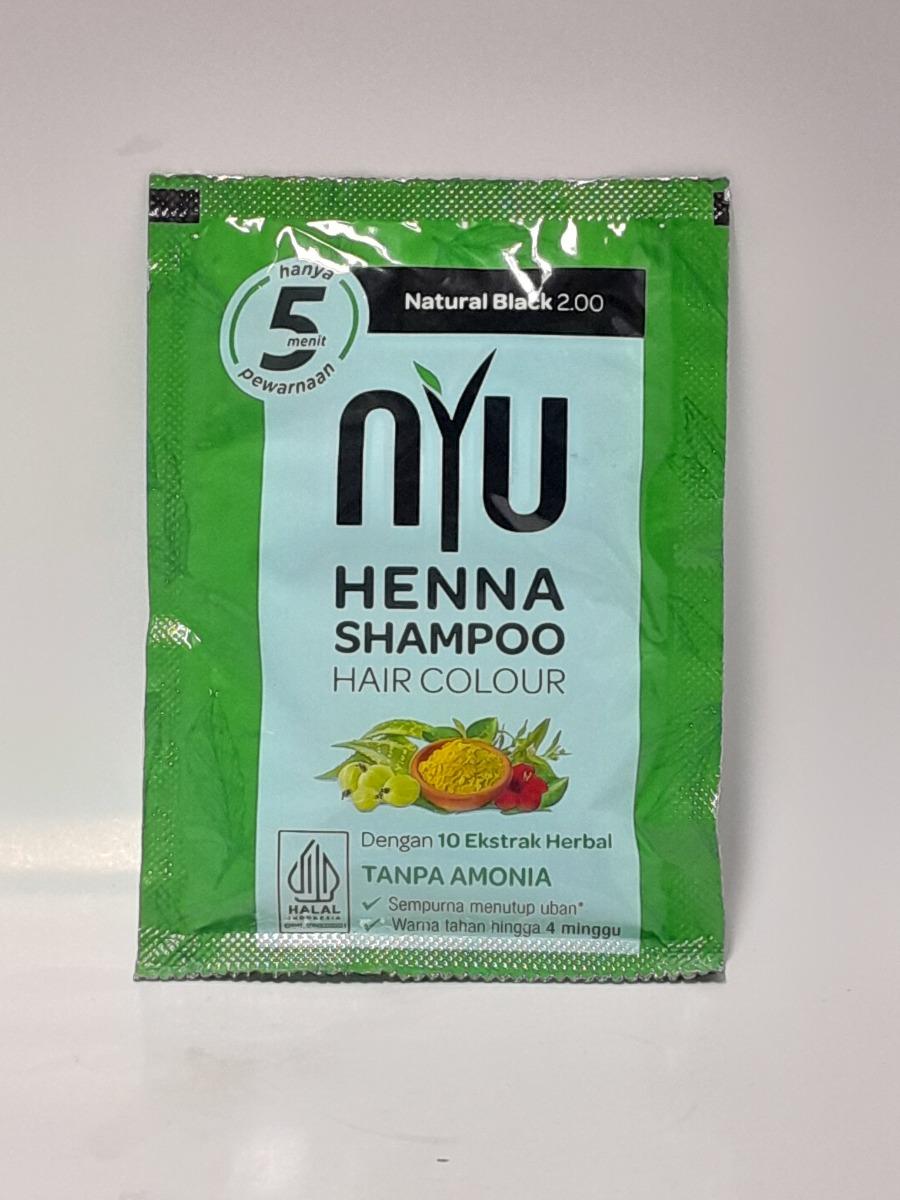 hanya
5
menit
pewarnaan
Natural Black 2.00
NYU
HENNA
SHAMPOO
HAIR COLOUR
Dengan 10 Ekstrak Herbal
TANPA AMONIA
Sempurna menutup uban*
Warna tahan hingga 4 minggu
HALAL
INDONESIA